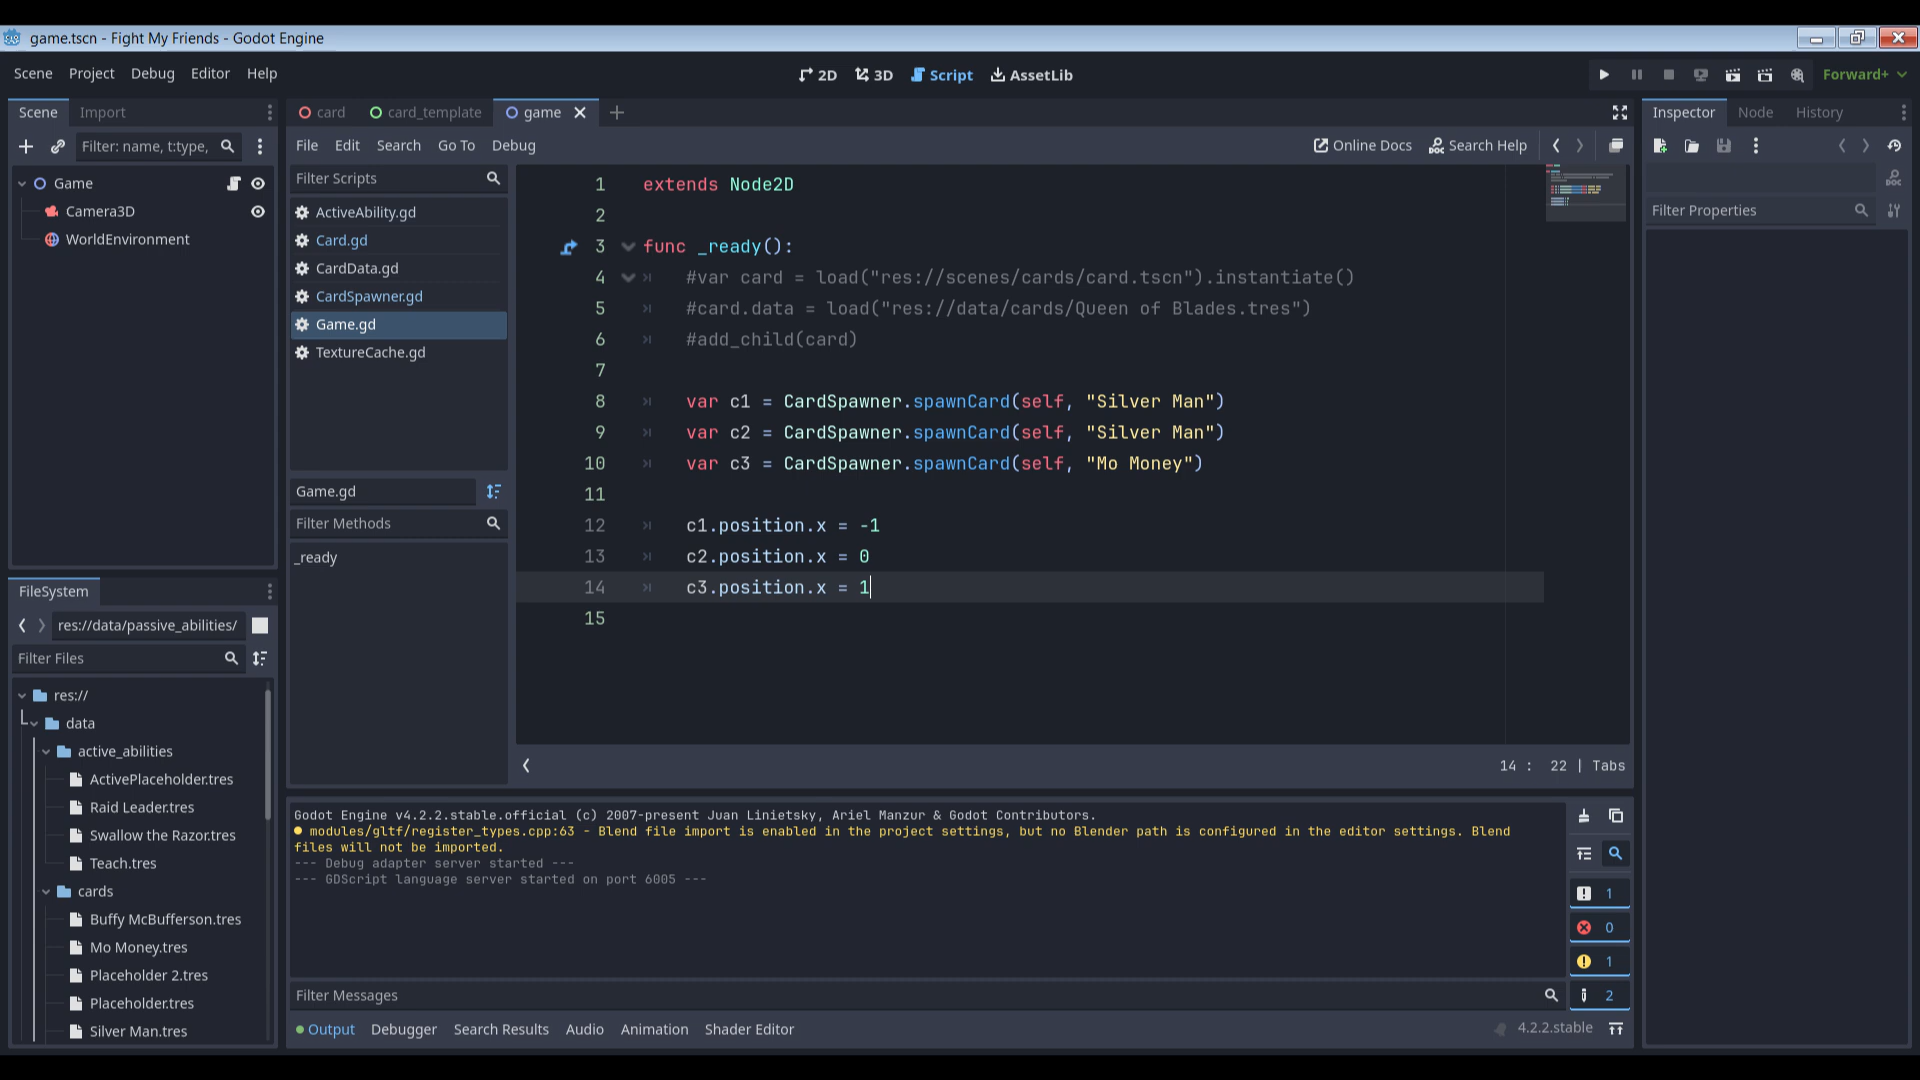 game.tscn - Fight My Friends - Godot Engine
Scene Project Debug Editor Help
2D 3D Script AssetLib
Forward+
Scene Import
Filter: name, t:type,
Game
Camera3D
WorldEnvironment
FileSystem
res://data/passive_abilities/
Filter Files
res://
data
active_abilities
ActivePlaceholder.tres
Raid Leader.tres
Swallow the Razor.tres
Teach.tres
cards
Buffy McBufferson.tres
Mo Money.tres
Placeholder 2.tres
Placeholder.tres
Silver Man.tres
card card_template game
File Edit Search Go To Debug
Online Docs Search Help
Filter Scripts
ActiveAbility.gd
Card.gd
CardData.gd
CardSpawner.gd
Game.gd
TextureCache.gd
Game.gd
Filter Methods
_ready
1 extends Node2D
2
3 func _ready():
4 #var card = load("res://scenes/cards/card.tscn").instantiate()
5 #card.data = load("res://data/cards/Queen of Blades.tres")
6 #add_child(card)
7
8 var c1 = CardSpawner.spawnCard(self, "Silver Man")
9 var c2 = CardSpawner.spawnCard(self, "Silver Man")
10 var c3 = CardSpawner.spawnCard(self, "Mo Money")
11
12 c1.position.x = -1
13 c2.position.x = 0
14 c3.position.x = 1
15
14 : 22 | Tabs
Godot Engine v4.2.2.stable.official (c) 2007-present Juan Linietsky, Ariel Manzur & Godot Contributors.
modules/gltf/register_types.cpp:63 - Blend file import is enabled in the project settings, but no Blender path is configured in the editor settings. Blend
files will not be imported.
--- Debug adapter server started ---
--- GDScript language server started on port 6005 ---
1
0
1
2
Filter Messages
Output Debugger Search Results Audio Animation Shader Editor
4.2.2.stable
Inspector Node History
DOC
Filter Properties